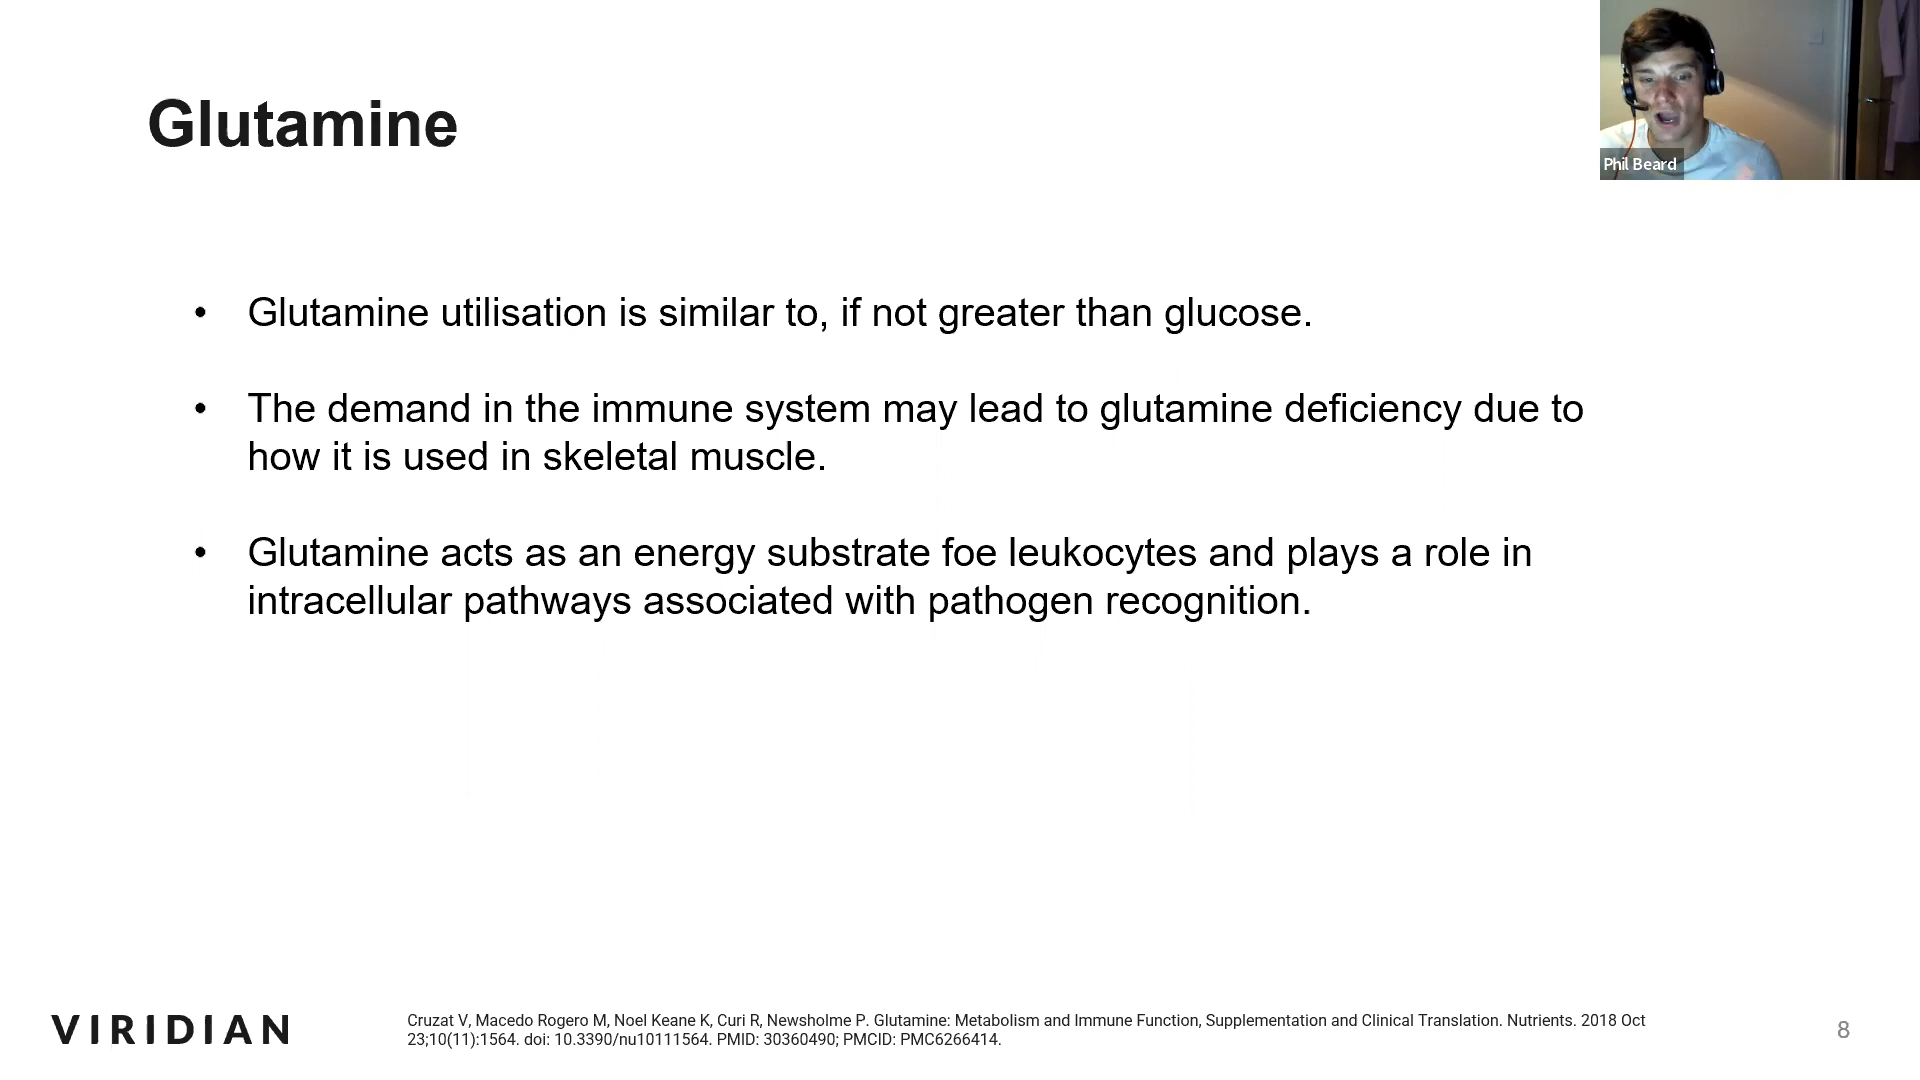 Glutamine
Phil Beard
• Glutamine utilisation is similar to, if not greater than glucose.
• The demand in the immune system may lead to glutamine deficiency due to
how it is used in skeletal muscle.
• Glutamine acts as an energy substrate foe leukocytes and plays a role in
intracellular pathways associated with pathogen recognition.
VIRIDIAN
Cruzat V, Macedo Rogero M, Noel Keane K, Curi R, Newsholme P. Glutamine: Metabolism and Immune Function, Supplementation and Clinical Translation. Nutrients. 2018 Oct
23;10(11):1564. doi: 10.3390/nu10111564. PMID: 30360490; PMCID: PMC6266414.
8